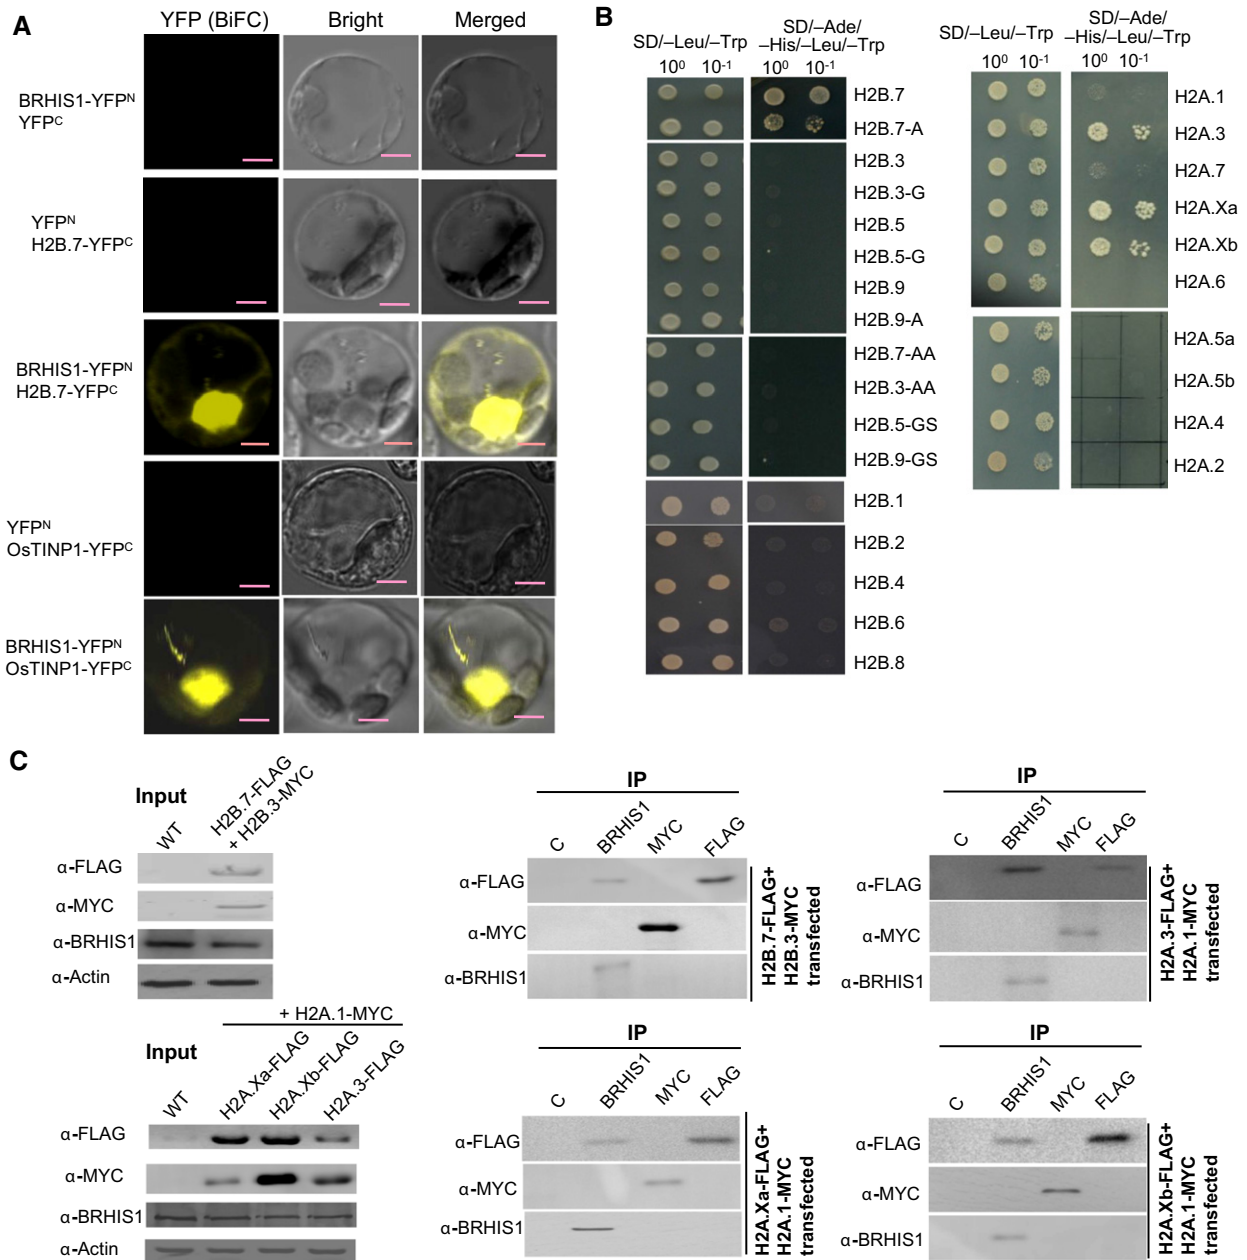 A
YFP (BiFC) Bright Merged
BRHIS1-YFPᴺ
YFPᶜ
YFPᴺ
H2B.7-YFPᶜ
BRHIS1-YFPᴺ
H2B.7-YFPᶜ
YFPᴺ
OsTINP1-YFPᶜ
BRHIS1-YFPᴺ
OsTINP1-YFPᶜ
B
SD/–Leu/–Trp
SD/–Ade/
–His/–Leu/–Trp
10⁰ 10⁻¹ 10⁰ 10⁻¹
H2B.7
H2B.7-A
H2B.3
H2B.3-G
H2B.5
H2B.5-G
H2B.9
H2B.9-A
H2B.7-AA
H2B.3-AA
H2B.5-GS
H2B.9-GS
H2B.1
H2B.2
H2B.4
H2B.6
H2B.8
SD/–Leu/–Trp
SD/–Ade/
–His/–Leu/–Trp
10⁰ 10⁻¹ 10⁰ 10⁻¹
H2A.1
H2A.3
H2A.7
H2A.Xa
H2A.Xb
H2A.6
H2A.5a
H2A.5b
H2A.4
H2A.2
C
Input
WT
H2B.7-FLAG
+ H2B.3-MYC
α-FLAG
α-MYC
α-BRHIS1
α-Actin
IP
C BRHIS1 MYC FLAG
α-FLAG
α-MYC
α-BRHIS1
H2B.7-FLAG+
H2B.3-MYC
transfected
IP
C BRHIS1 MYC FLAG
α-FLAG
α-MYC
α-BRHIS1
H2A.3-FLAG+
H2A.1-MYC
transfected
+ H2A.1-MYC
Input
WT H2A.Xa-FLAG H2A.Xb-FLAG H2A.3-FLAG
α-FLAG
α-MYC
α-BRHIS1
α-Actin
IP
C BRHIS1 MYC FLAG
α-FLAG
α-MYC
α-BRHIS1
H2A.Xa-FLAG+
H2A.1-MYC
transfected
IP
C BRHIS1 MYC FLAG
α-FLAG
α-MYC
α-BRHIS1
H2A.Xb-FLAG+
H2A.1-MYC
transfected